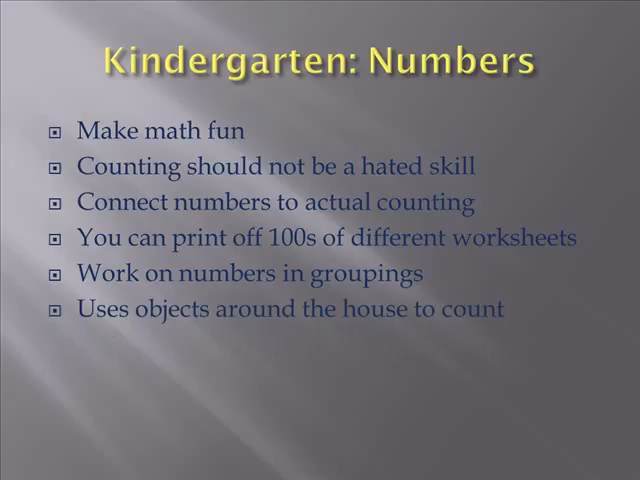 Kindergarten: Numbers
Make math fun
Counting should not be a hated skill
Connect numbers to actual counting
You can print off 100s of different worksheets
Work on numbers in groupings
Uses objects around the house to count